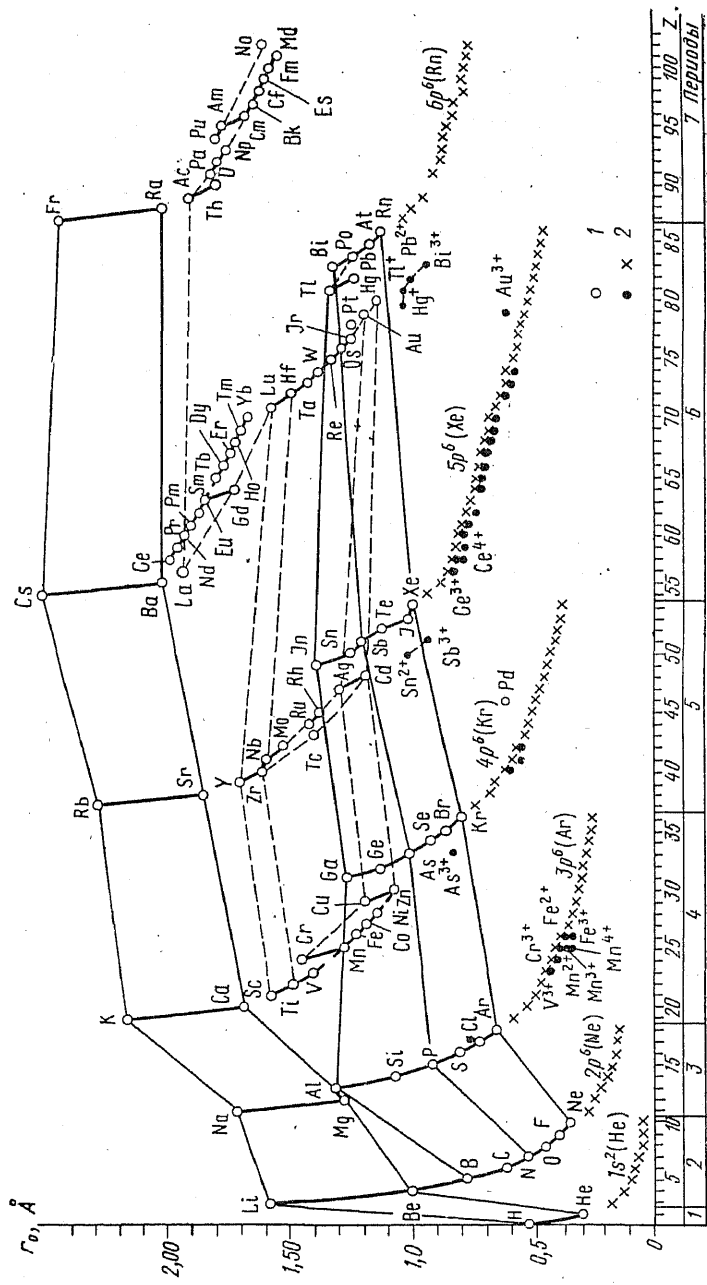 r₀, Å
2,00
1,50
1,00
0,5
0
Li
Be
H
He
B
C
N
O
F
Ne
1s²(He)
Na
Mg
Al
Si
P
S
Cl
Ar
2p⁶(Ne)
K
Ca
Sc
Ti
V
Cr
Mn
Fe
Co
Ni
Cu
Zn
Ga
Ge
As
Se
Br
Kr
As³⁺
V³⁺
Cr³⁺
Mn²⁺
Fe²⁺
Mn³⁺
Fe³⁺
Mn⁴⁺
3p⁶(Ar)
Rb
Sr
Y
Zr
Nb
Mo
Tc
Ru
Rh
Pd
Ag
Cd
Jn
Sn
Sb
Te
J
Xe
Sn²⁺
Sb³⁺
4p⁶(Kr)
Cs
Ba
La
Ce
Pr
Nd
Pm
Sm
Eu
Gd
Tb
Dy
Ho
Er
Tm
Yb
Lu
Hf
Ta
W
Re
Os
Jr
Pt
Au
Hg
Tl
Pb
Bi
Po
At
Rn
Ce³⁺
Ce⁴⁺
Au³⁺
Hg⁺
Tl⁺
Pb²⁺
Bi³⁺
5p⁶(Xe)
Fr
Ra
Ac
Th
Pa
U
Np
Pu
Am
Cm
Bk
Cf
Es
Fm
Md
No
6p⁶(Rn)
1
2
5 10 15 20 25 30 35 40 45 50 55 60 65 70 75 80 85 90 95 100 Z
1 2 3 4 5 6 7 Периоды